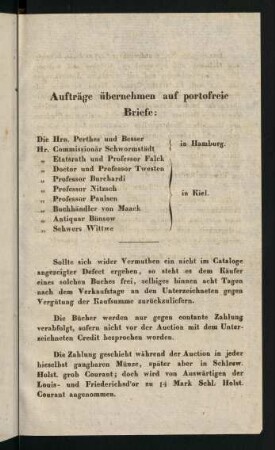 Aufträge übernehmen auf portofreie
Briefe:
Die Hrn. Perthes und Besser
Hr. Commissionär Schwormstädt
in Hamburg.
„ Etatsrath und Professor Falck
„ Doctor und Professor Twesten
„ Professor Burchardi
„ Professor Nitzsch
„ Professor Paulsen
„ Buchhändler von Maack
„ Antiquar Bünsow
„ Schwers Wittwe
in Kiel.
Sollte sich wider Vermuthen ein nicht im Cataloge
angezeigter Defect ergeben, so steht es dem Käufer
eines solchen Buches frei, selbiges binnen acht Tagen
nach dem Verkaufstage an den Unterzeichneten gegen
Vergütung der Kaufsumme zurückzuliefern.
Die Bücher werden nur gegen contante Zahlung
verabfolgt, sofern nicht vor der Auction mit dem Unter-
zeichneten Credit besprochen worden.
Die Zahlung geschieht während der Auction in jeder
hieselbst gangbaren Münze, später aber in Schlesw.
Holst. grob Courant; doch wird von Auswärtigen der
Louis- und Friederichsd'or zu 14 Mark Schl. Holst.
Courant angenommen.